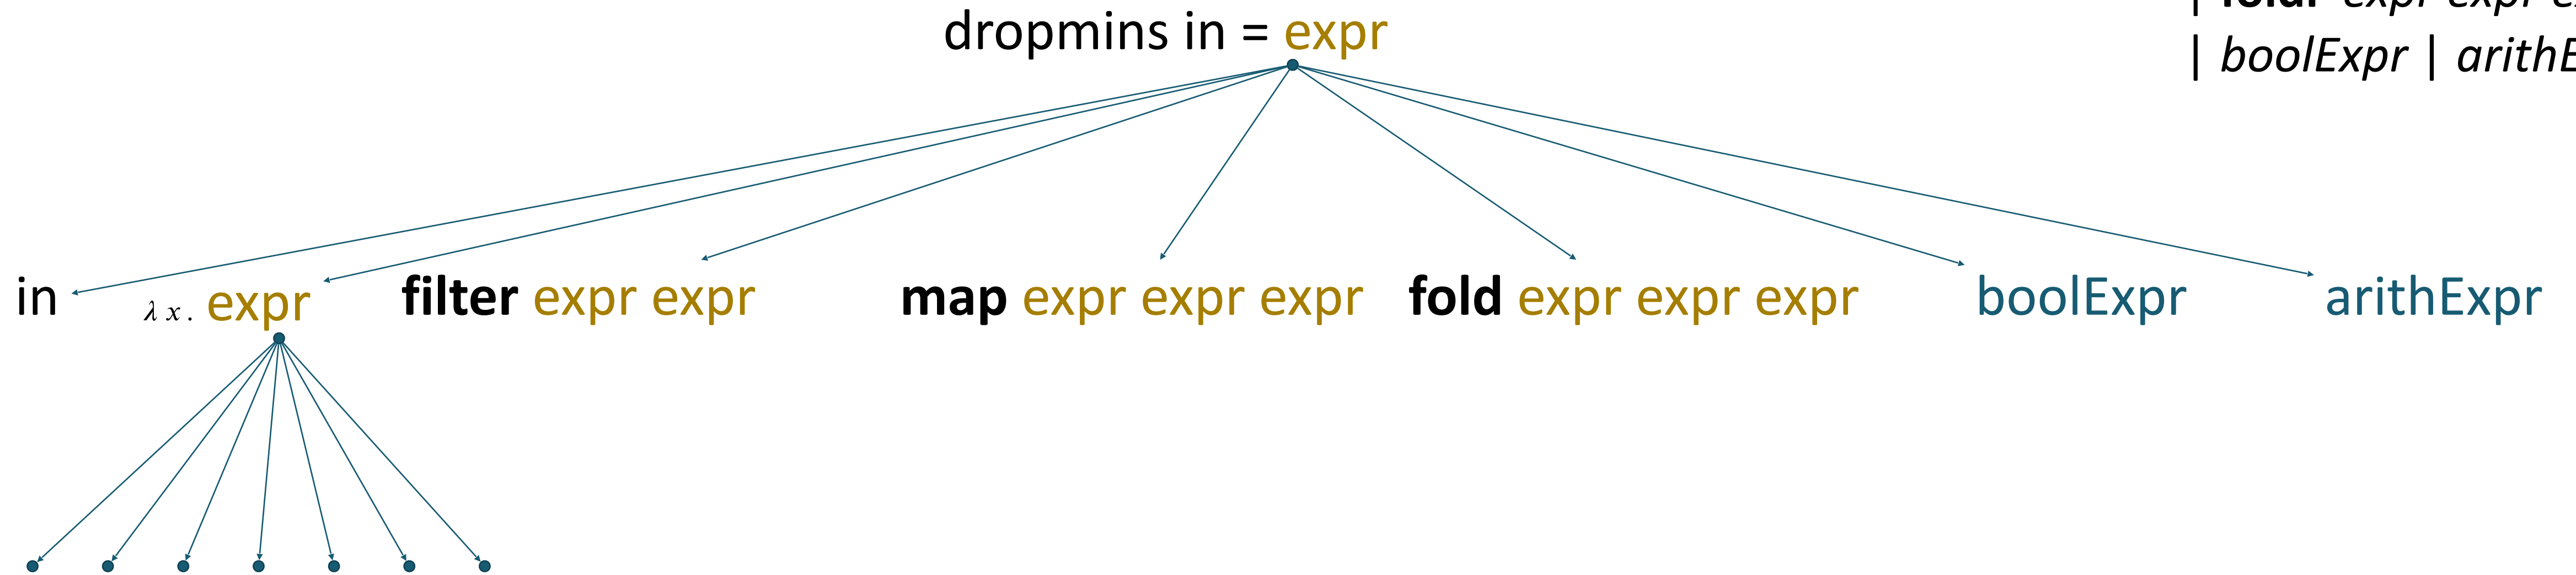 dropmins in = expr
| boolExpr |
in
λ x . expr
filter expr expr
map expr expr expr
fold expr expr expr
boolExpr
arithExpr